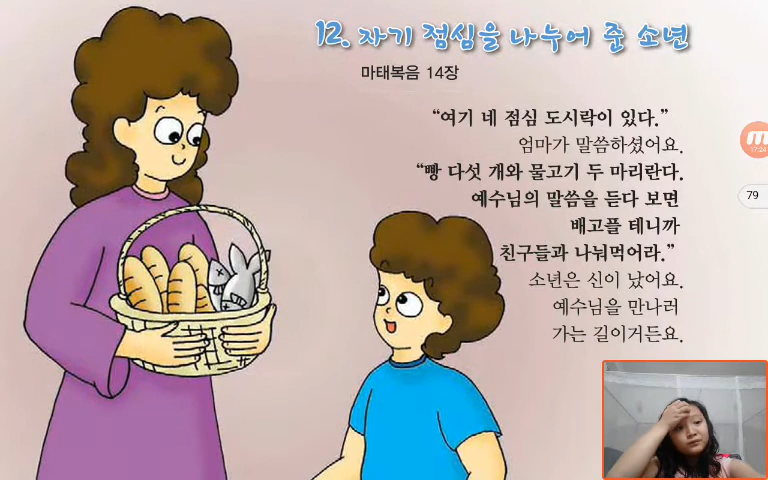 12. 자기 점심을 나누어 준 소년
마태복음 14장
“여기 네 점심 도시락이 있다.”
엄마가 말씀하셨어요.
“빵 다섯 개와 물고기 두 마리란다.
예수님의 말씀을 듣다 보면
배고플 테니까
친구들과 나눠먹어라.”
소년은 신이 났어요.
예수님을 만나러
가는 길이거든요.
17:24
79